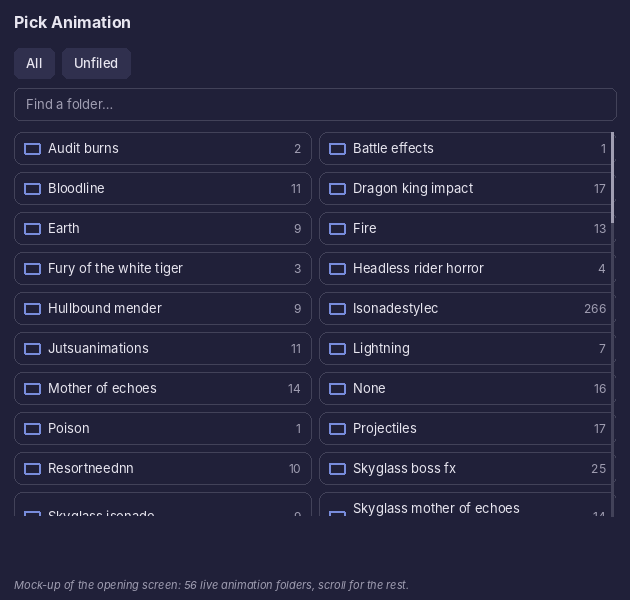 Pick Animation
All Unfiled
Find a folder...
Audit burns 2 Battle effects 1
Bloodline 11 Dragon king impact 17
Earth 9 Fire 13
Fury of the white tiger 3 Headless rider horror 4
Hullbound mender 9 Isonadestylec 266
Jutsuanimations 11 Lightning 7
Mother of echoes 14 None 16
Poison 1 Projectiles 17
Resortneednn 10 Skyglass boss fx 25
Skyglass mother of echoes
Skyglass 14
Mock-up of the opening screen: 56 live animation folders, scroll for the rest.